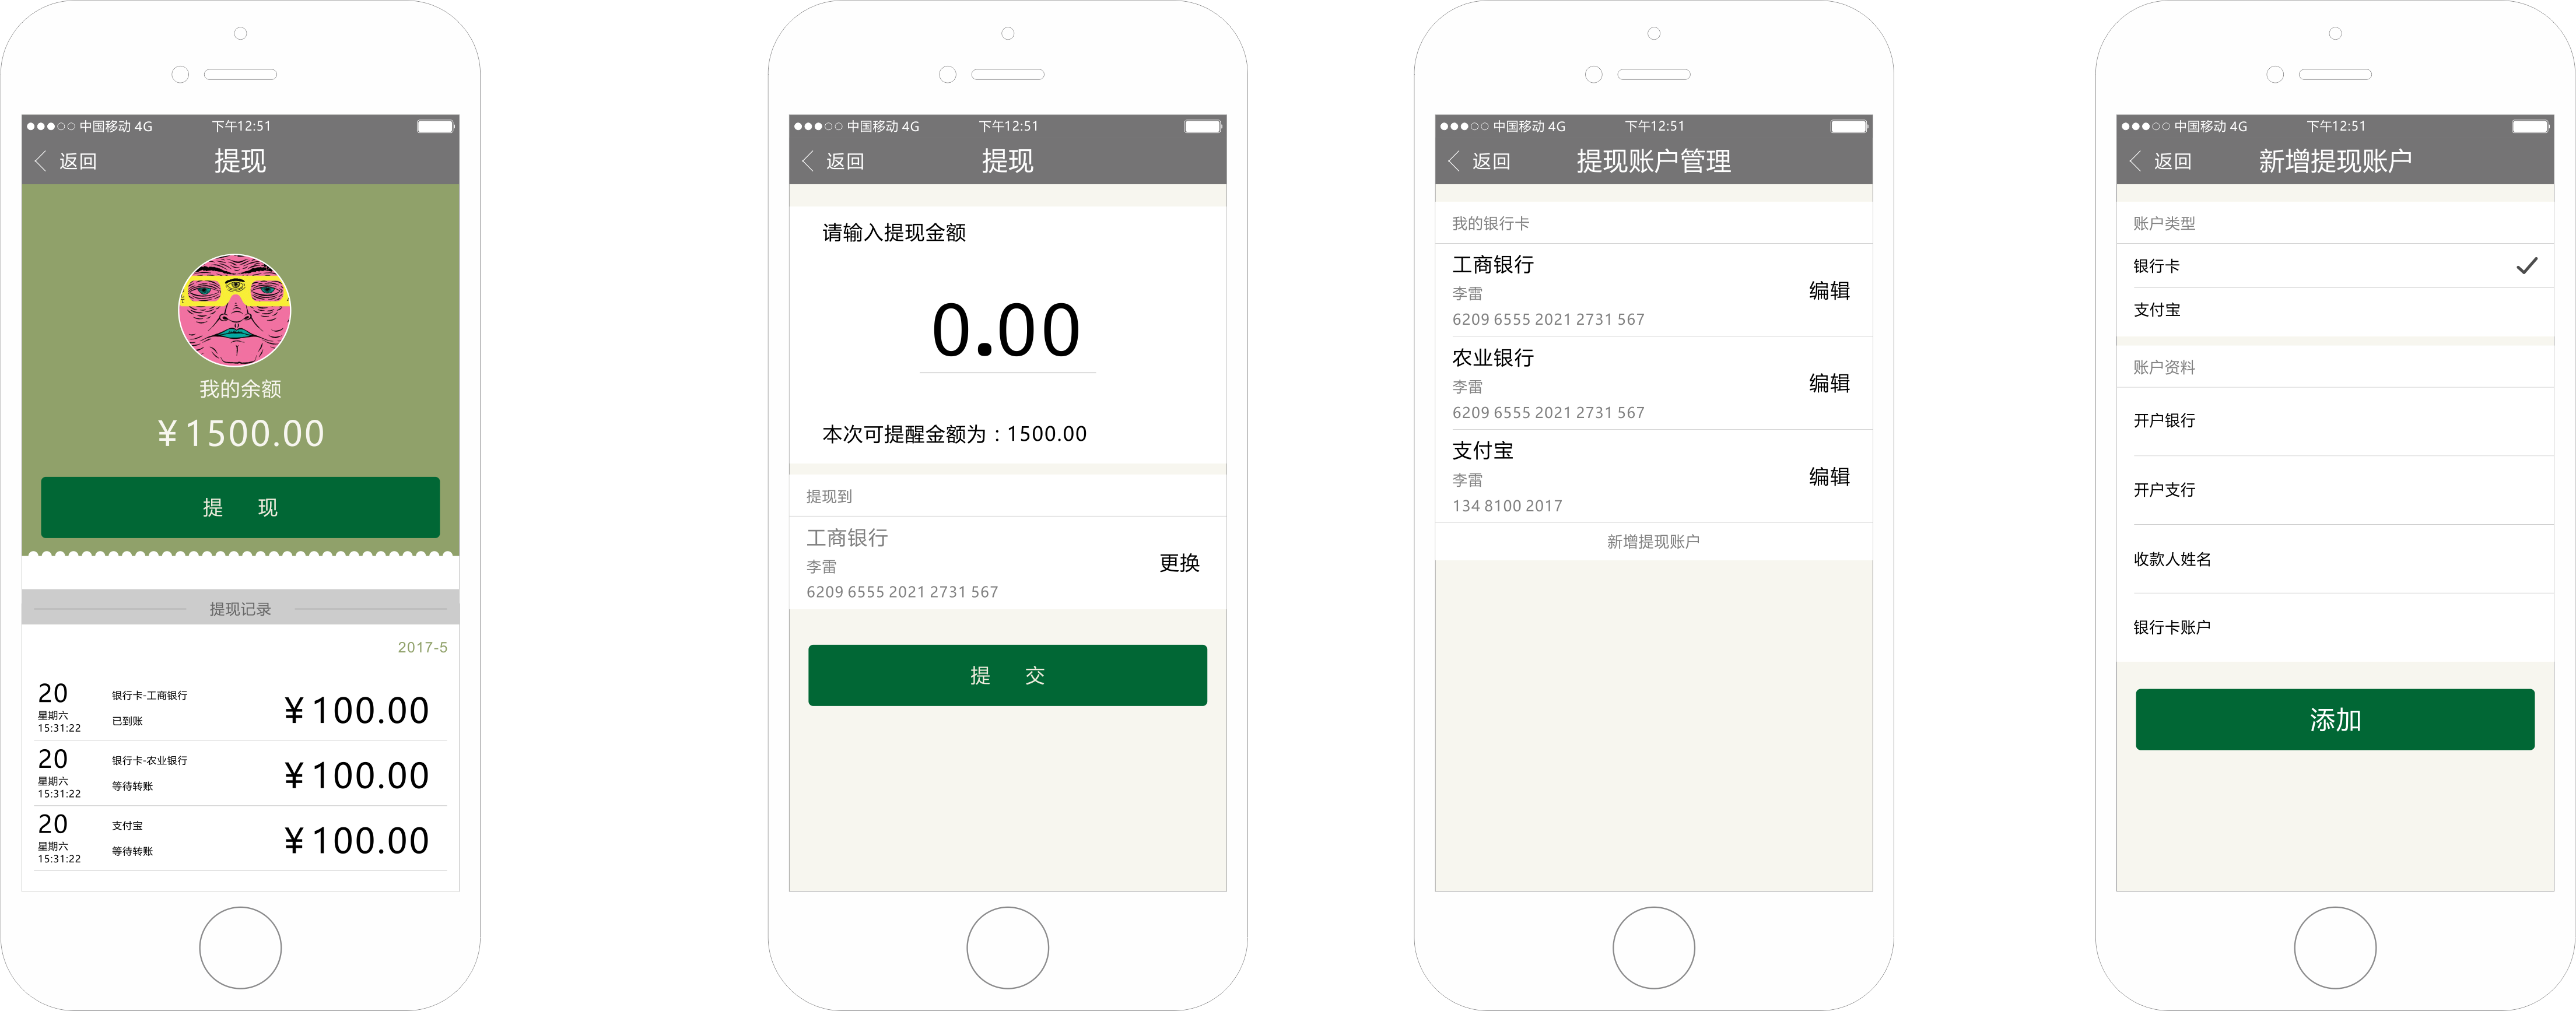 中国移动 4G 下午12:51
返回 提现
我的余额
¥1500.00
提 现
提现记录
2017-5
20
星期六
15:31:22
银行卡-工商银行
已到账
¥100.00
20
星期六
15:31:22
银行卡-农业银行
等待转账
¥100.00
20
星期六
15:31:22
支付宝
等待转账
¥100.00
中国移动 4G 下午12:51
返回 提现
请输入提现金额
0.00
本次可提醒金额为：1500.00
提现到
工商银行
李雷
6209 6555 2021 2731 567
更换
提 交
中国移动 4G 下午12:51
返回 提现账户管理
我的银行卡
工商银行
李雷
6209 6555 2021 2731 567
编辑
农业银行
李雷
6209 6555 2021 2731 567
编辑
支付宝
李雷
134 8100 2017
编辑
新增提现账户
中国移动 4G 下午12:51
返回 新增提现账户
账户类型
银行卡
支付宝
账户资料
开户银行
开户支行
收款人姓名
银行卡账户
添加